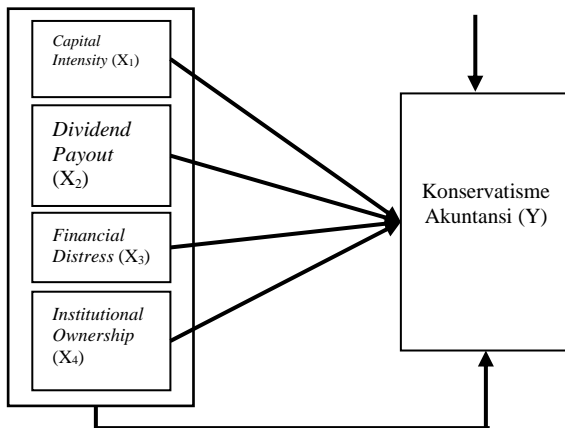 Capital
Intensity (X₁)
Dividend
Payout
(X₂)
Financial
Distress (X₃)
Institutional
Ownership
(X₄)
Konservatisme
Akuntansi (Y)